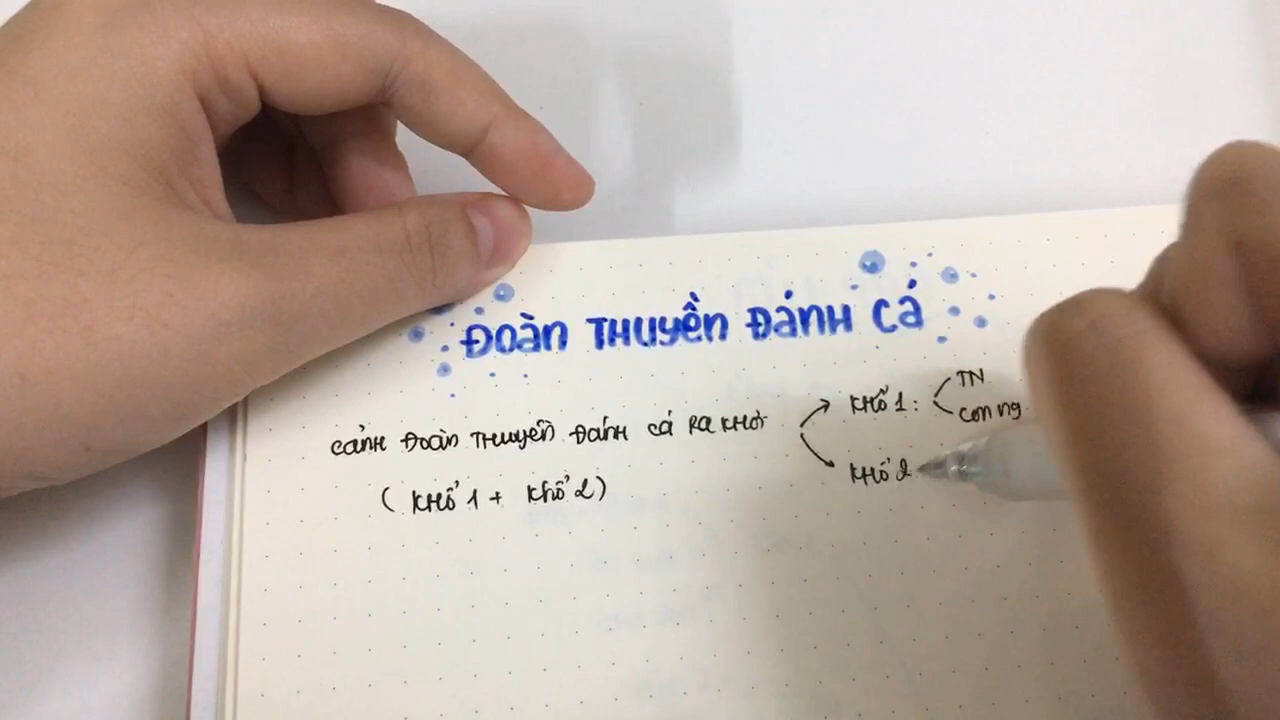 ĐOÀN THUYỀN ĐÁNH CÁ
CẢNH ĐOÀN THUYỀN ĐÁNH CÁ RA KHƠI
KHỔ 1 :
TN
con ng
(KHỔ 1 + KHỔ 2)
KHỔ 2